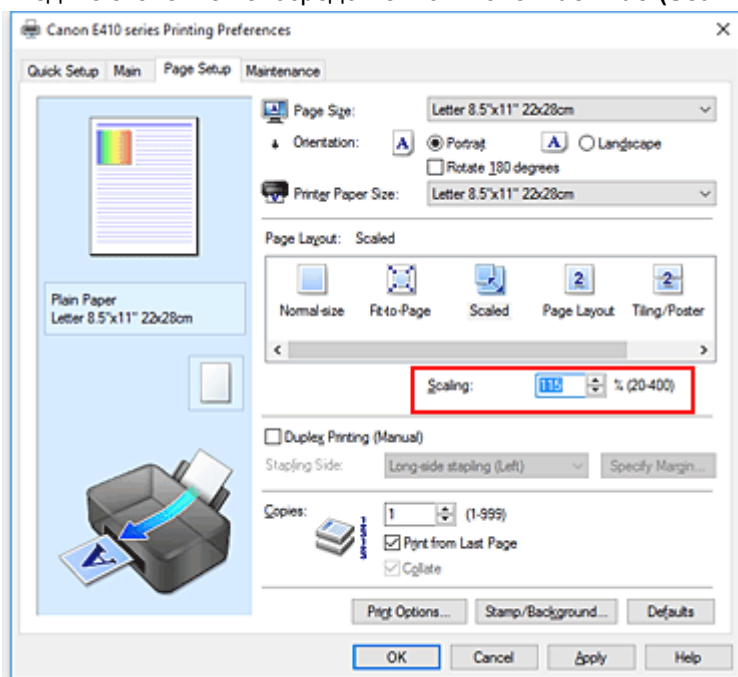 Canon E410 series Printing Preferences
Quick Setup Main Page Setup Maintenance
Page Size: Letter 8.5"x11" 22x28cm
Orientation: A Portrait A Landscape
Rotate 180 degrees
Printer Paper Size: Letter 8.5"x11" 22x28cm
Page Layout: Scaled
Normal-size Fit-to-Page Scaled Page Layout Tiling/Poster
Plain Paper
Letter 8.5"x11" 22x28cm
Scaling: 115 % (20-400)
Duplex Printing (Manual)
Stapling Side: Long-side stapling (Left) Specify Margin...
Copies: 1 (1-999)
Print from Last Page
Collate
Print Options... Stamp/Background... Defaults
OK Cancel Apply Help